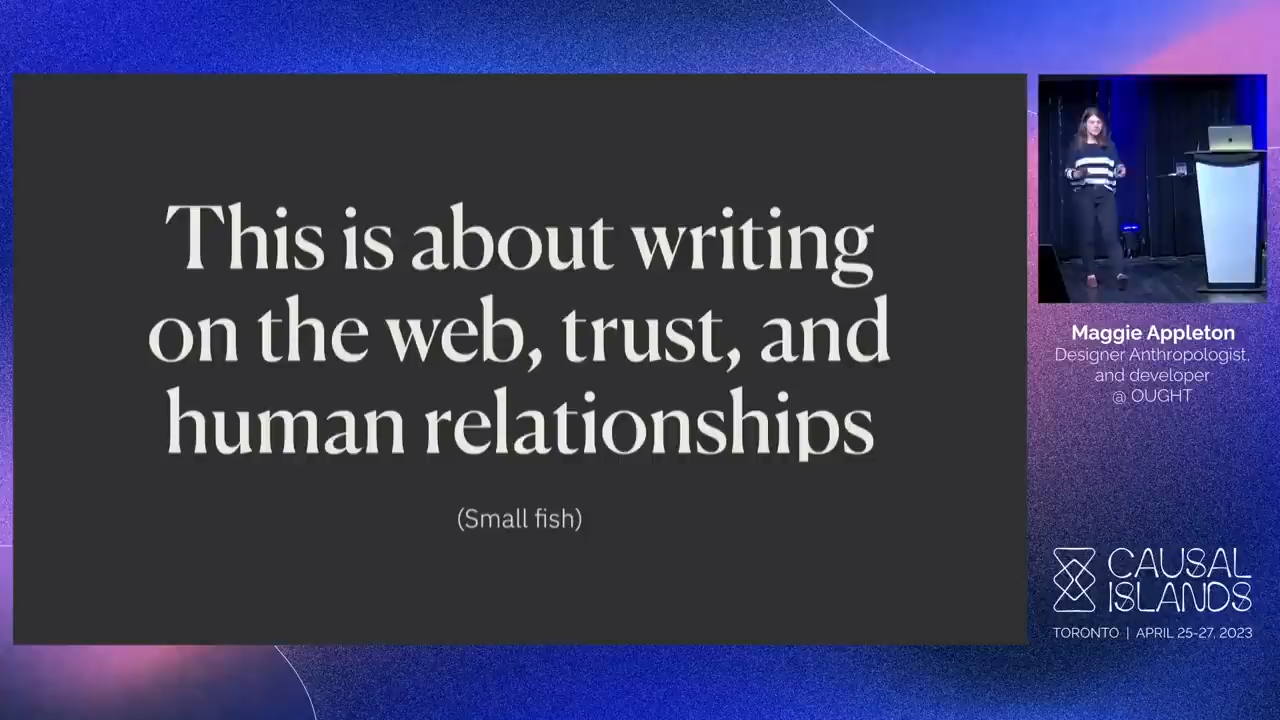 This is about writing
on the web, trust, and
human relationships
(Small fish)
Maggie Appleton
Designer Anthropologist,
and developer
@ OUGHT
CAUSAL
ISLANDS
TORONTO | APRIL 25-27, 2023